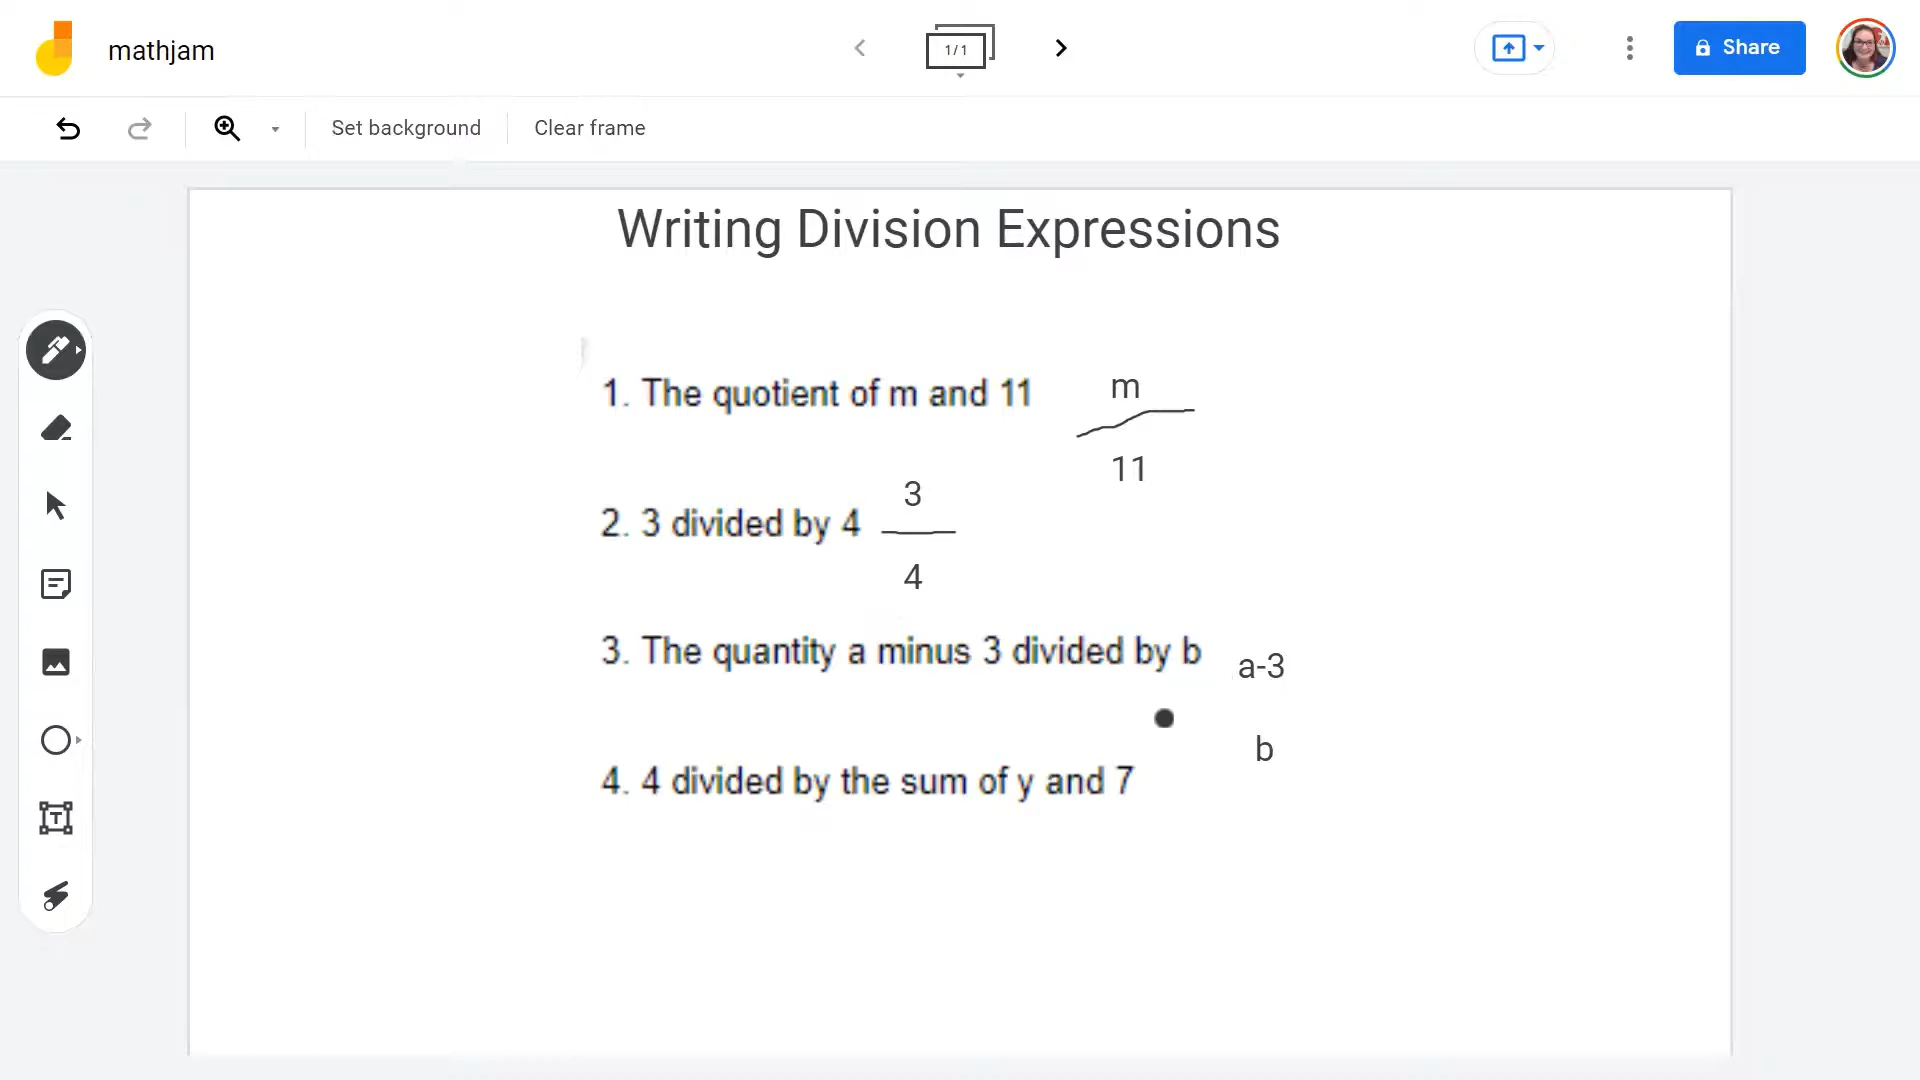 mathjam
1/1
Share
Set background
Clear frame
Writing Division Expressions
1. The quotient of m and 11
m
11
2. 3 divided by 4
3
4
3. The quantity a minus 3 divided by b
a-3
b
4. 4 divided by the sum of y and 7